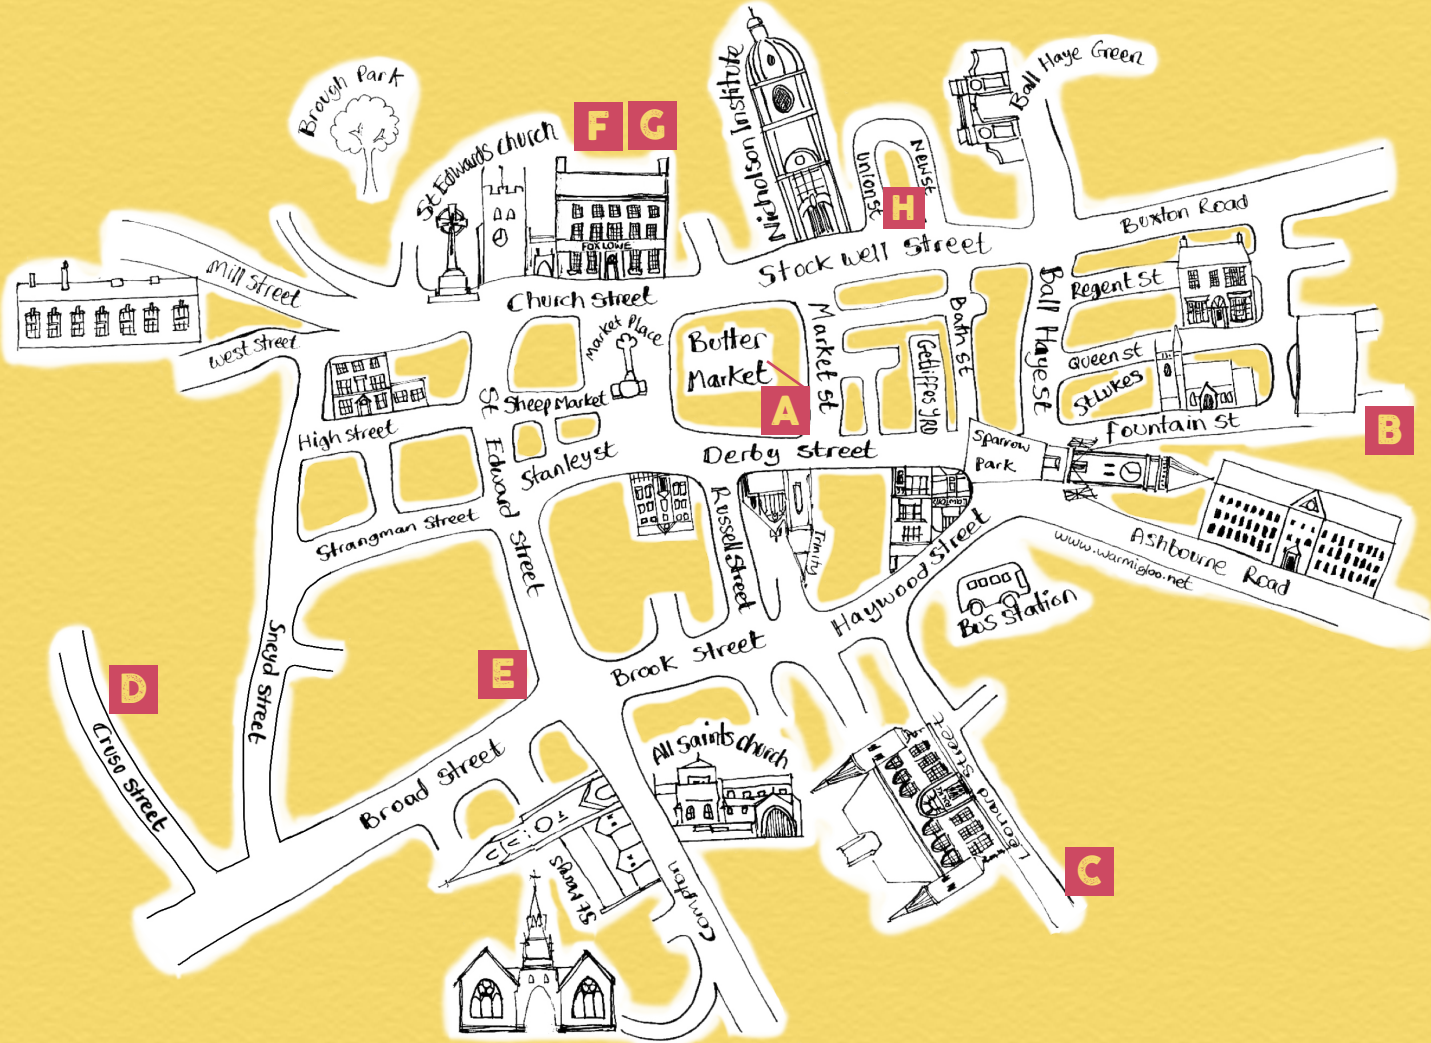 Brough Park
St Edwards Church
F
G
Nicholson Institute
Union St
New St
H
Ball Haye Green
Buxton Road
Stockwell Street
Mill Street
West Street
FOXLOWE
Church Street
Market Place
Butter
Market
A
Market St
Getliffes YRD
Bath St
Ball Haye St
Regent St
Queen St
St Lukes
Fountain St
B
Sheep Market
High Street
St Edward Street
Stanley St
Derby Street
Sparrow
Park
Strangman Street
Russell Street
Trinity
Haywood Street
www.warmigloo.net
Ashbourne Road
Bus Station
Sneyd Street
Brook Street
E
D
Cruso Street
Broad Street
All Saints Church
St Marys
Compton
Leonard Street
C